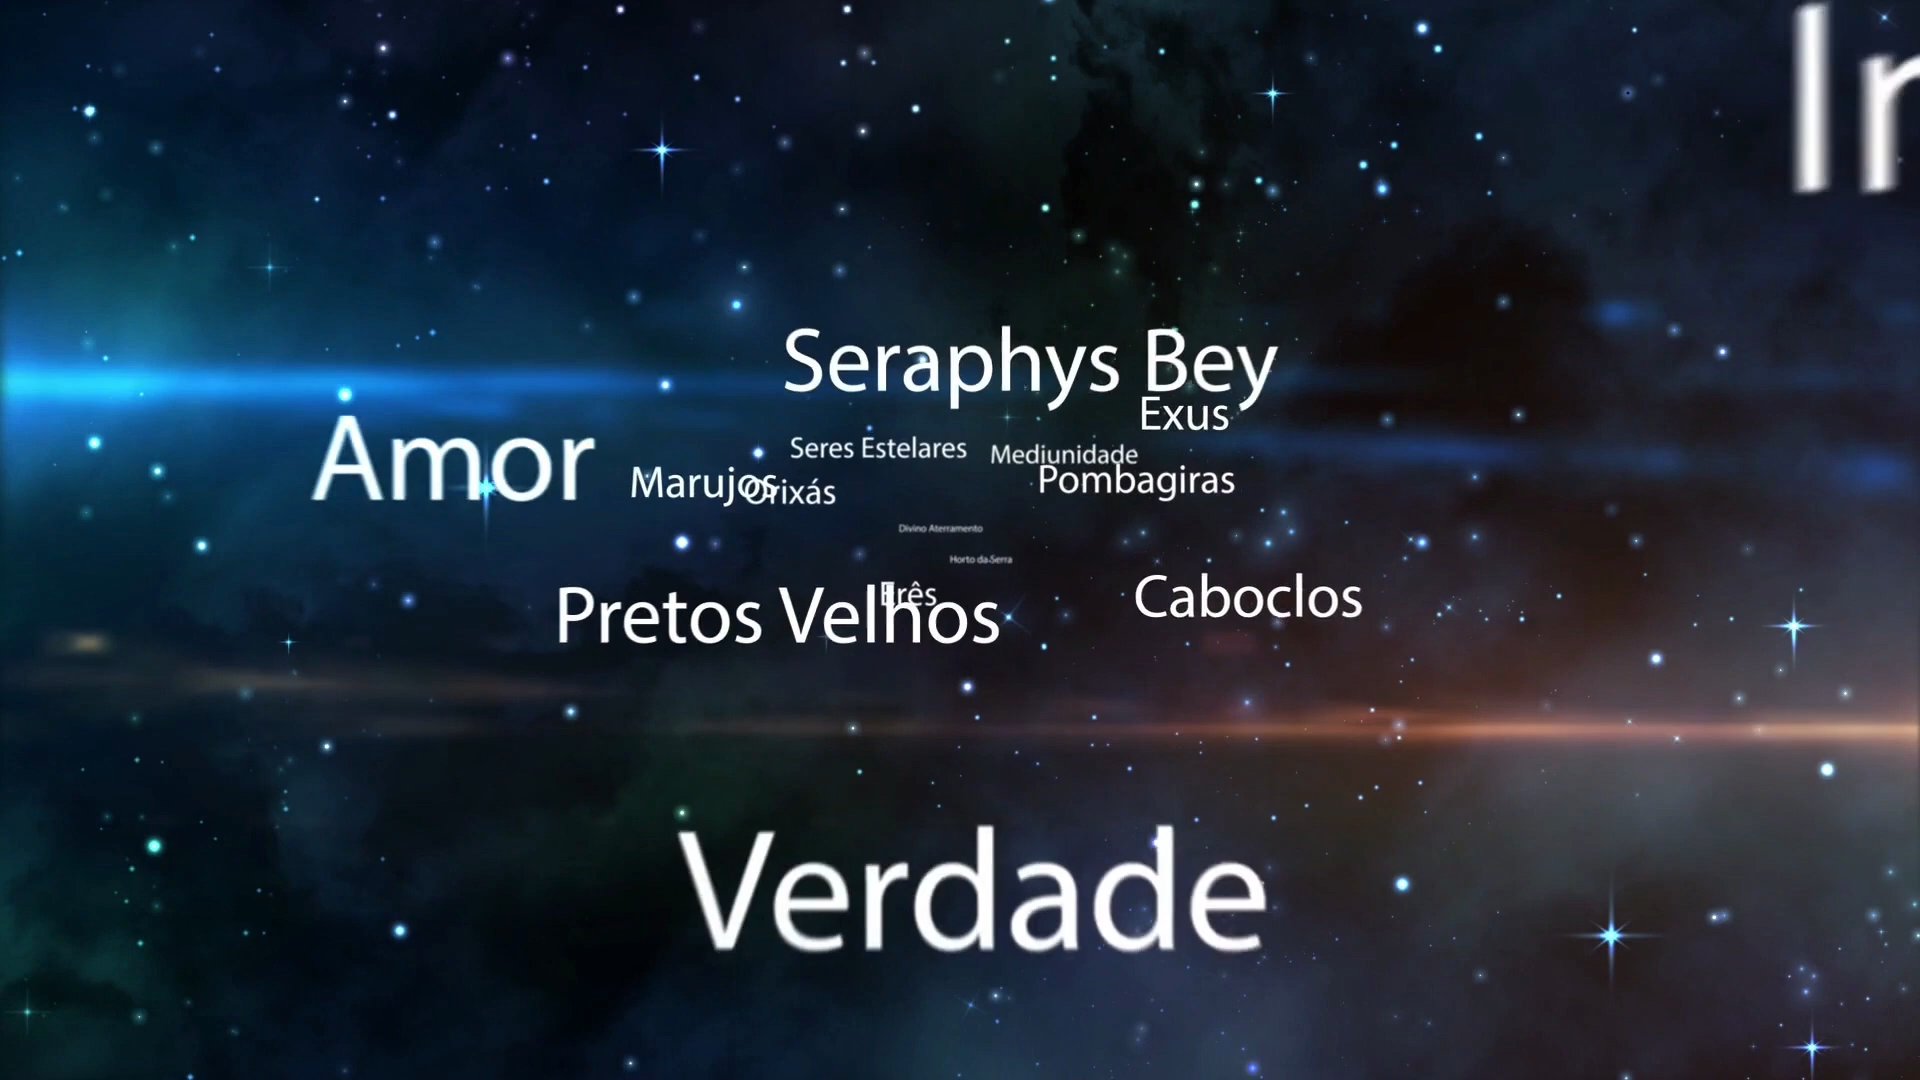 Seraphys Bey
Exus
Amor
Seres Estelares
Mediunidade
Marujos
Orixás
Pombagiras
Divino Aterramento
Horto da Serra
Erês
Pretos Velhos
Caboclos
Verdade